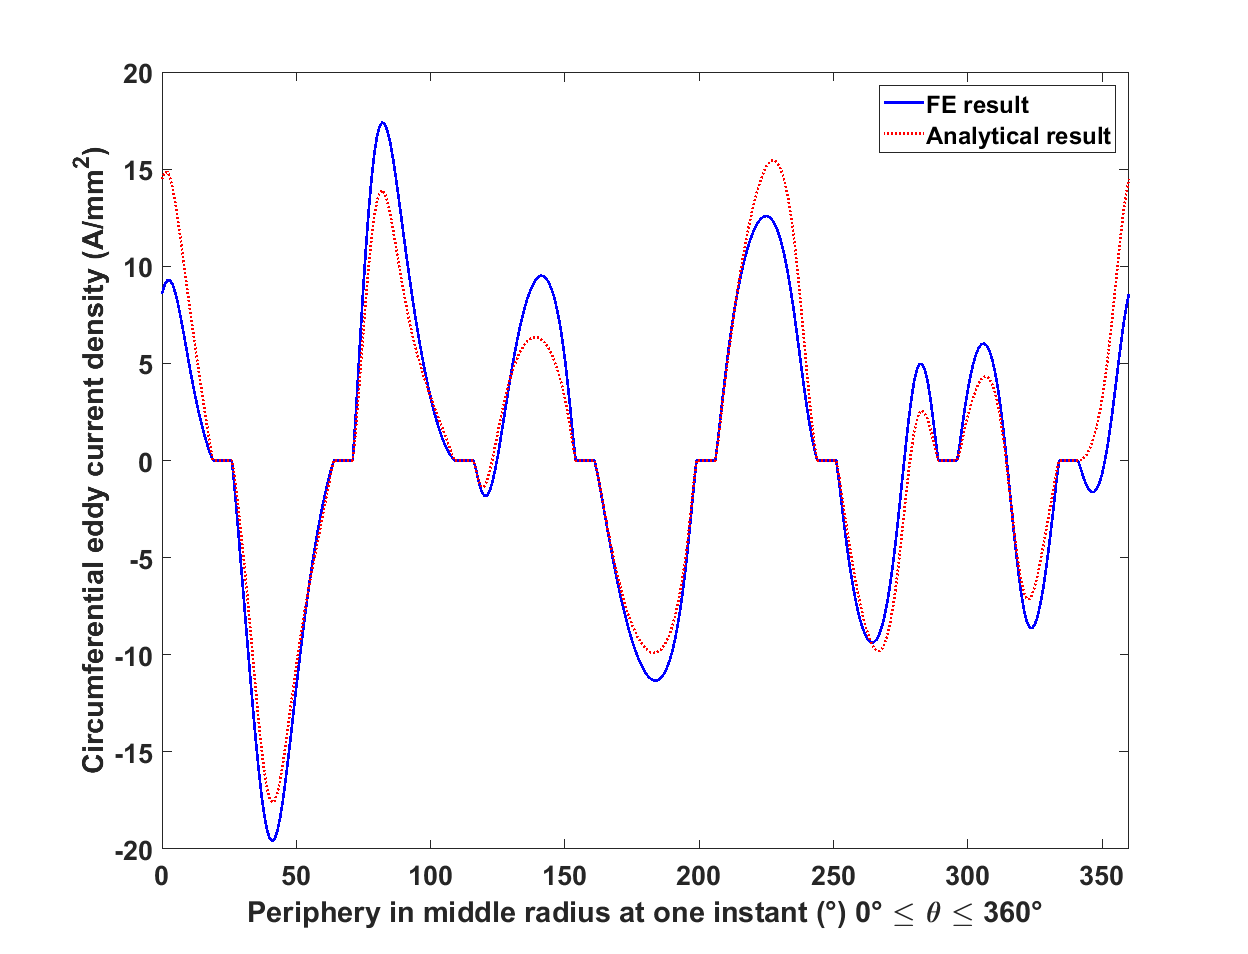 20
15
10
5
0
-5
-10
-15
-20
0 50 100 150 200 250 300 350
Circumferential eddy current density (A/mm²)
Periphery in middle radius at one instant (°) 0° ≤ θ ≤ 360°
FE result
Analytical result